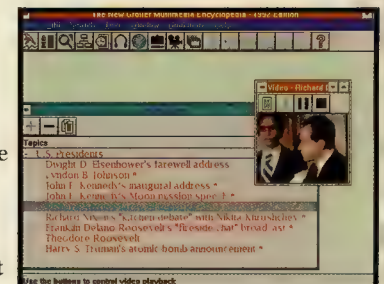 The New Grolier Multimedia Encyclopedia - 1992 Edition
Video - Richard
Topics
U.S. Presidents
Dwight D. Eisenhower's farewell address
Lyndon B. Johnson *
John F. Kennedy's inaugural address *
John F. Kennedy's Moon mission speech *
Richard Nixon's "kitchen debate" with Nikita Khrushchev *
Franklin Delano Roosevelt's "fireside chat" broadcast *
Theodore Roosevelt
Harry S. Truman's atomic-bomb announcement *
Use the buttons to control video playback
e
t